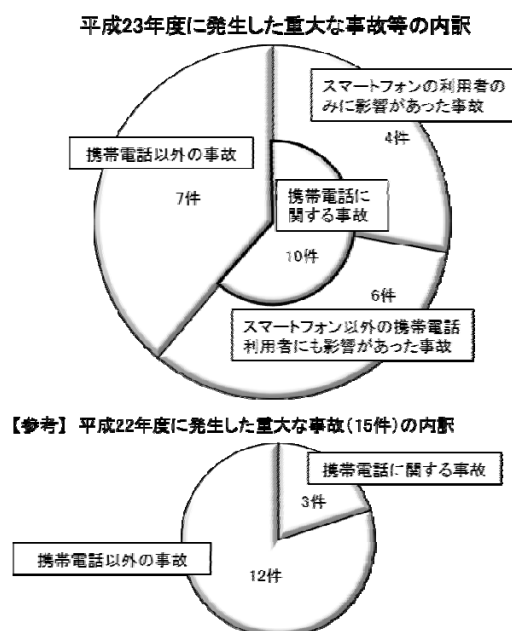 平成23年度に発生した重大な事故等の内訳
スマートフォンの利用者の
みに影響があった事故
4件
携帯電話以外の事故
7件
携帯電話に
関する事故
10件
6件
スマートフォン以外の携帯電話
利用者にも影響があった事故
【参考】 平成22年度に発生した重大な事故(15件)の内訳
携帯電話に関する事故
3件
携帯電話以外の事故
12件